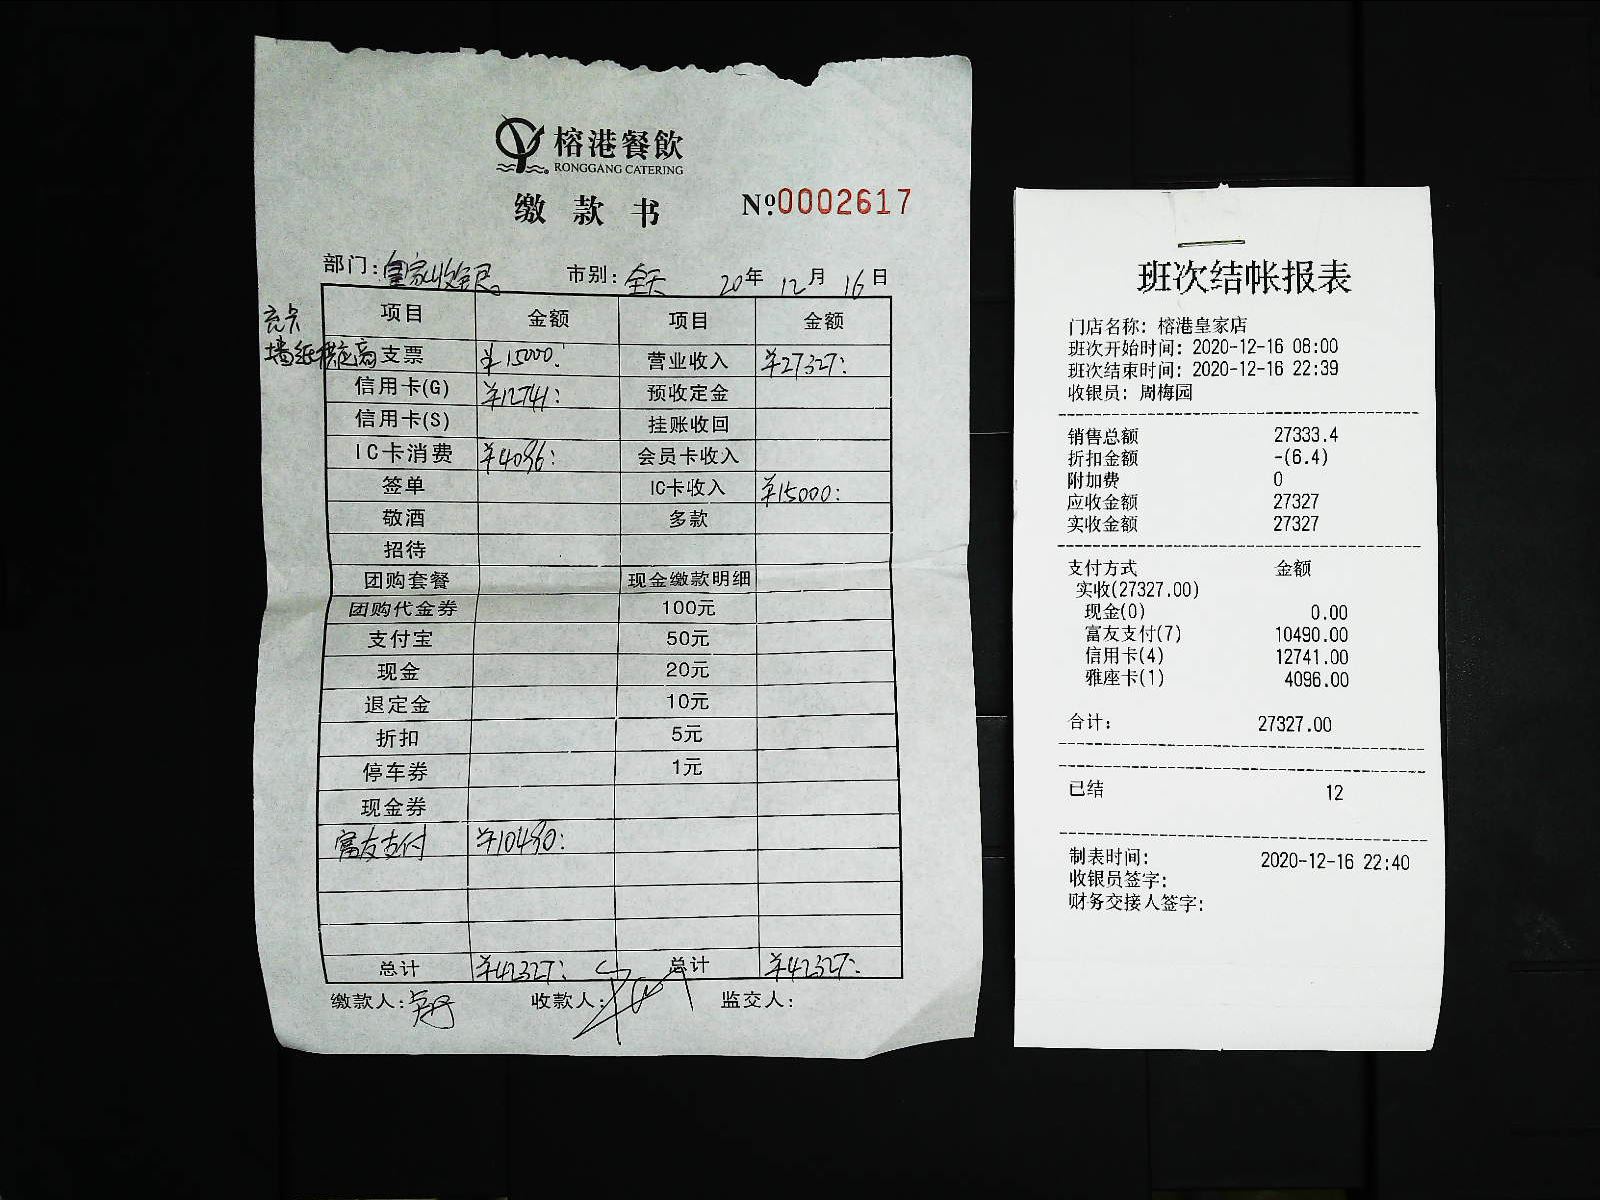 榕港餐飲
RONGGANG CATERING
缴款书 No.0002617
部门:皇家收银 市别:全天 20年12月16日
充卡
项目 金额 项目 金额
支票 ¥15000: 营业收入 ¥27327:
信用卡(G) ¥12741: 预收定金
信用卡(S) 挂账收回
IC卡消费 ¥4096: 会员卡收入
签单 IC卡收入 ¥15000:
敬酒 多款
招待
团购套餐 现金缴款明细
团购代金券 100元
支付宝 50元
现金 20元
退定金 10元
折扣 5元
停车券 1元
现金券
富友支付 ¥10490:
总计 ¥42327: 总计 ¥42327:
缴款人: 收款人: 监交人:
班次结帐报表
门店名称: 榕港皇家店
班次开始时间: 2020-12-16 06:00
班次结束时间: 2020-12-16 22:39
收银员: 周梅园
销售总额 27333.4
折扣金额 -(6.4)
附加费 0
应收金额 27327
实收金额 27327
支付方式 金额
实收(27327.00)
现金(0) 0.00
富友支付(7) 10490.00
信用卡(4) 12741.00
雅座卡(1) 4096.00
合计: 27327.00
已结 12
制表时间: 2020-12-16 22:40
收银员签字:
财务交接人签字: